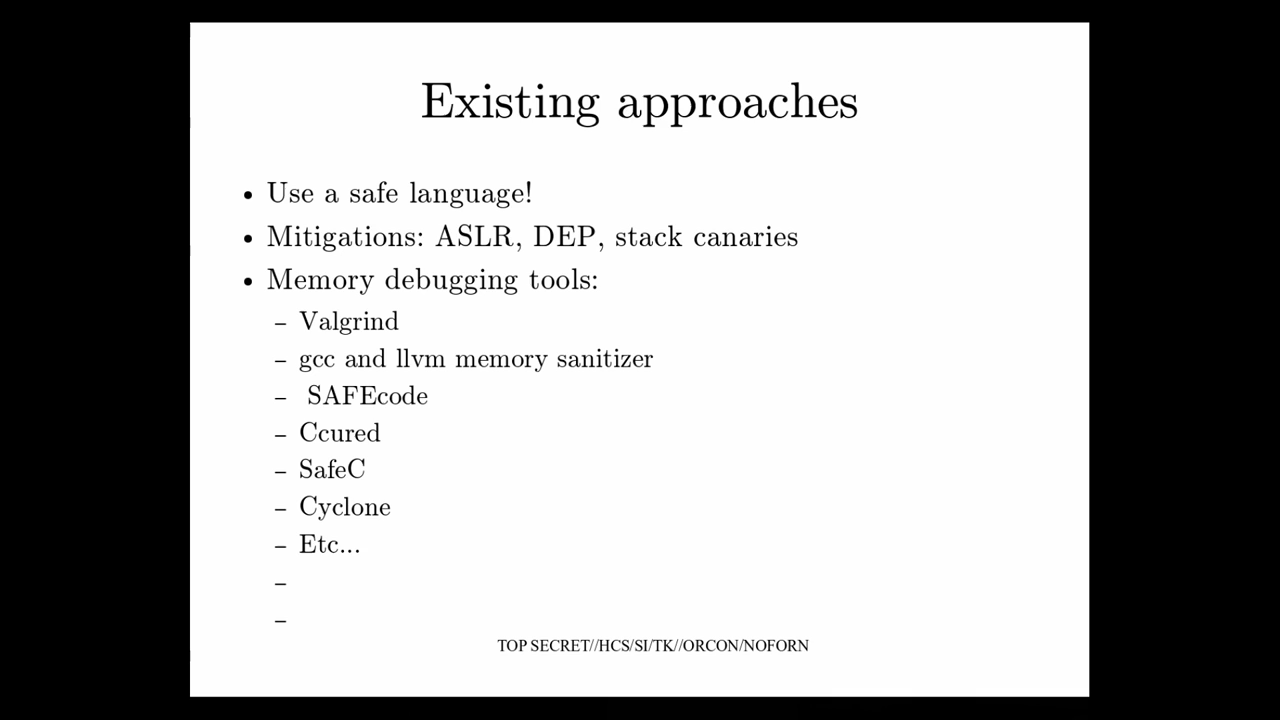 Existing approaches
• Use a safe language!
• Mitigations: ASLR, DEP, stack canaries
• Memory debugging tools:
– Valgrind
– gcc and llvm memory sanitizer
– SAFEcode
– Ccured
– SafeC
– Cyclone
– Etc...
–
–
TOP SECRET//HCS/SI/TK//ORCON/NOFORN